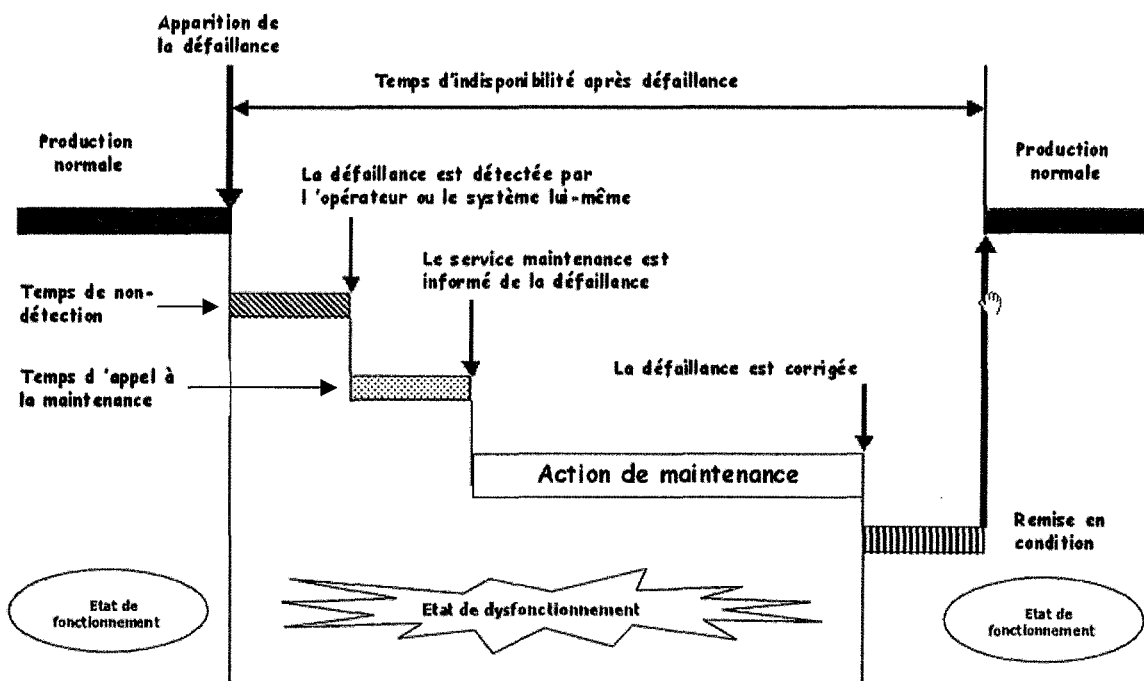 Apparition de
la défaillance
Temps d'indisponibilité après défaillance
Production
normale
Production
normale
La défaillance est détectée par
l 'opérateur ou le système lui-même
Le service maintenance est
informé de la défaillance
Temps de non-
détection
Temps d 'appel à
la maintenance
La défaillance est corrigée
Action de maintenance
Remise en
condition
Etat de
fonctionnement
Etat de dysfonctionnement
Etat de
fonctionnement